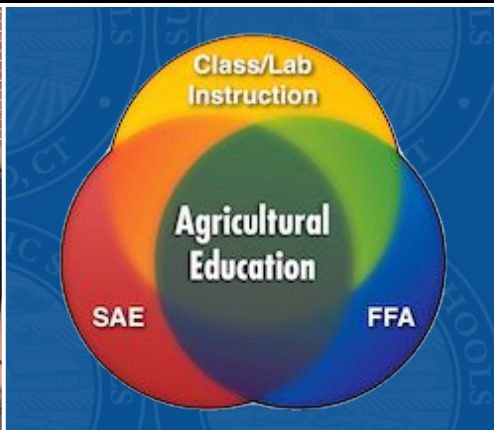 Class/Lab
Instruction
Agricultural
Education
SAE
FFA